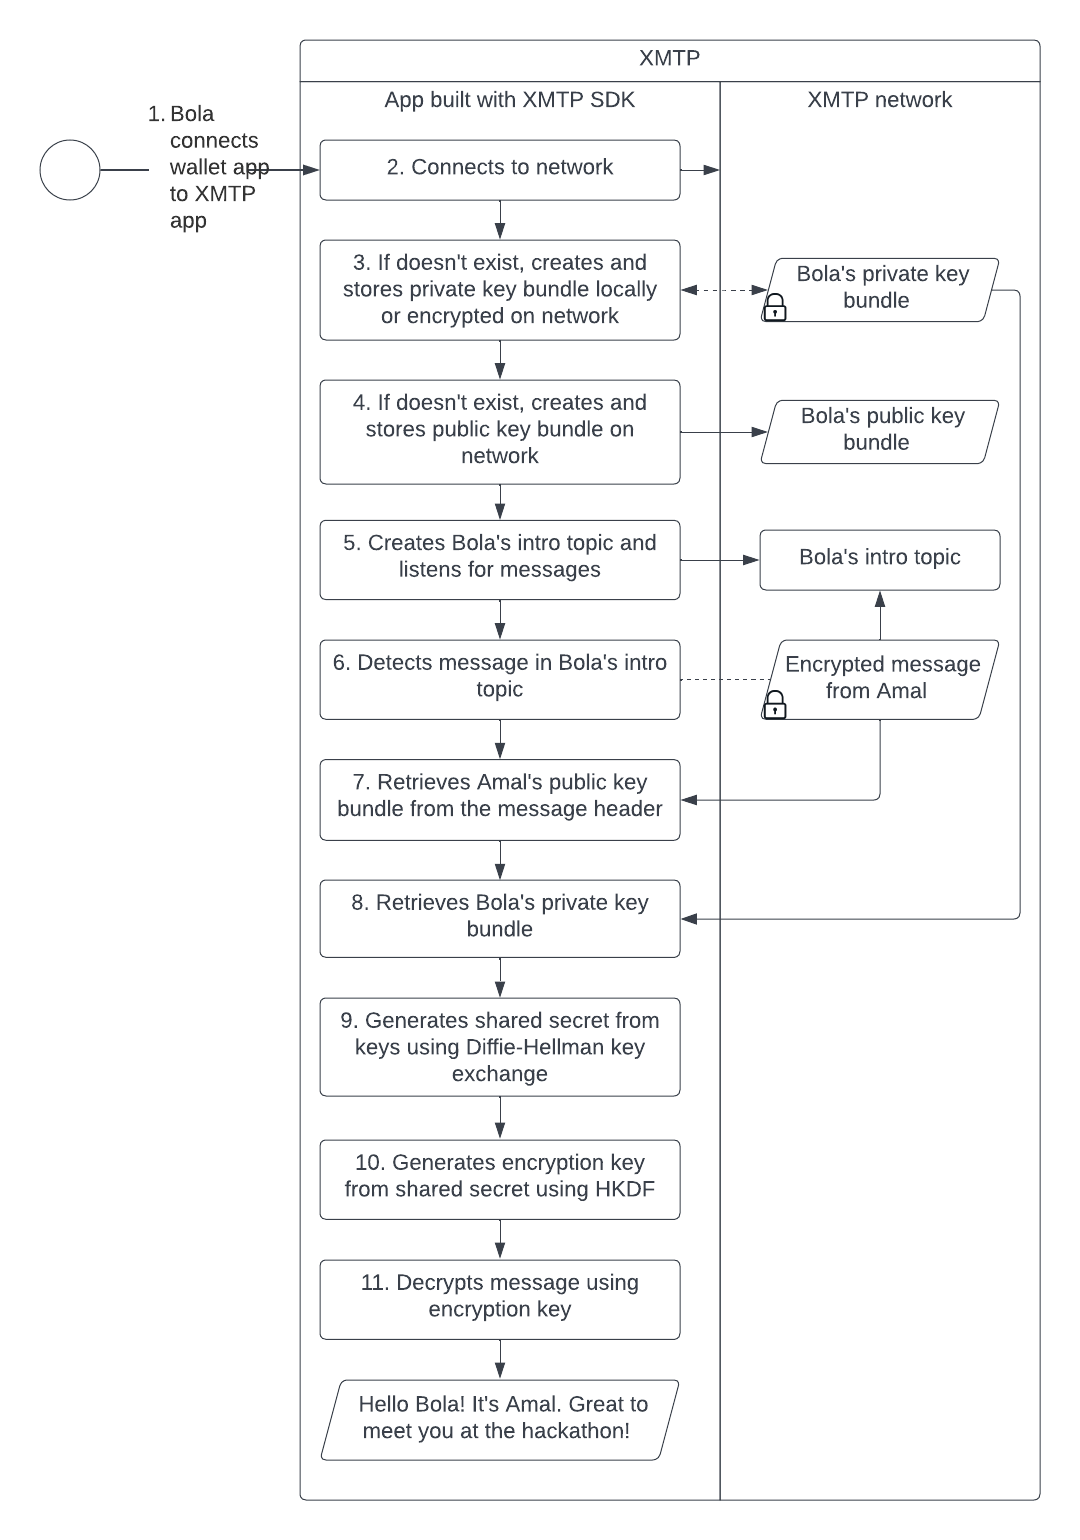 XMTP
App built with XMTP SDK
XMTP network
1. Bola
connects
wallet app
to XMTP
app
2. Connects to network
3. If doesn't exist, creates and
stores private key bundle locally
or encrypted on network
Bola's private key
bundle
4. If doesn't exist, creates and
stores public key bundle on
network
Bola's public key
bundle
5. Creates Bola's intro topic and
listens for messages
Bola's intro topic
6. Detects message in Bola's intro
topic
Encrypted message
from Amal
7. Retrieves Amal's public key
bundle from the message header
8. Retrieves Bola's private key
bundle
9. Generates shared secret from
keys using Diffie-Hellman key
exchange
10. Generates encryption key
from shared secret using HKDF
11. Decrypts message using
encryption key
Hello Bola! It's Amal. Great to
meet you at the hackathon!